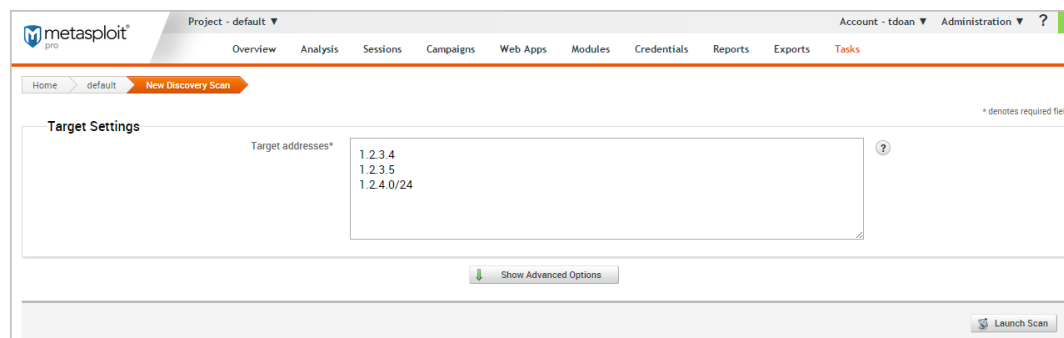 metasploit®
pro
Project - default ▼
Account - tdoan ▼ Administration ▼ ?
Overview Analysis Sessions Campaigns Web Apps Modules Credentials Reports Exports Tasks
Home default New Discovery Scan
* denotes required fiel
Target Settings
Target addresses*
1.2.3.4
1.2.3.5
1.2.4.0/24
?
Show Advanced Options
Launch Scan